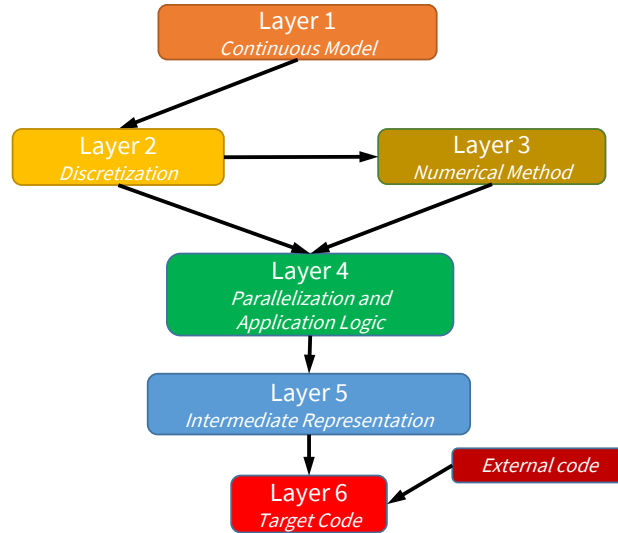 Layer 1
Continuous Model
Layer 2
Discretization
Layer 3
Numerical Method
Layer 4
Parallelization and
Application Logic
Layer 5
Intermediate Representation
External code
Layer 6
Target Code